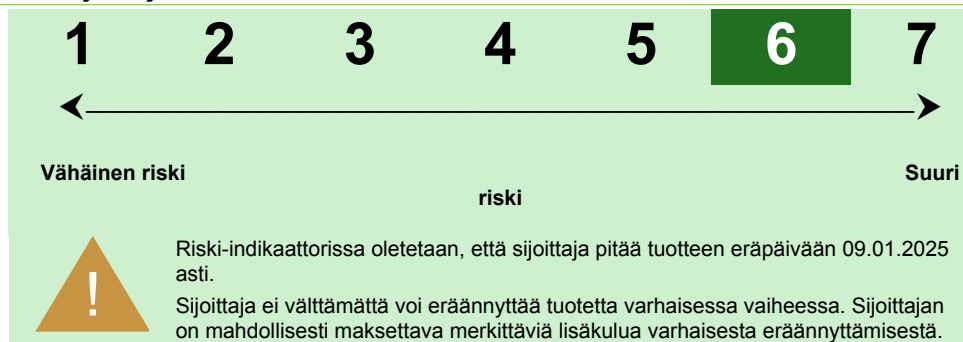 1 2 3 4 5 6 7
Vähäinen riski Suuri
riski
!
Riski-indikaattorissa oletetaan, että sijoittaja pitää tuotteen eräpäivään 09.01.2025
asti.
Sijoittaja ei välttämättä voi eräännyttää tuotetta varhaisessa vaiheessa. Sijoittajan
on mahdollisesti maksettava merkittäviä lisäkulua varhaisesta eräännyttämisestä.